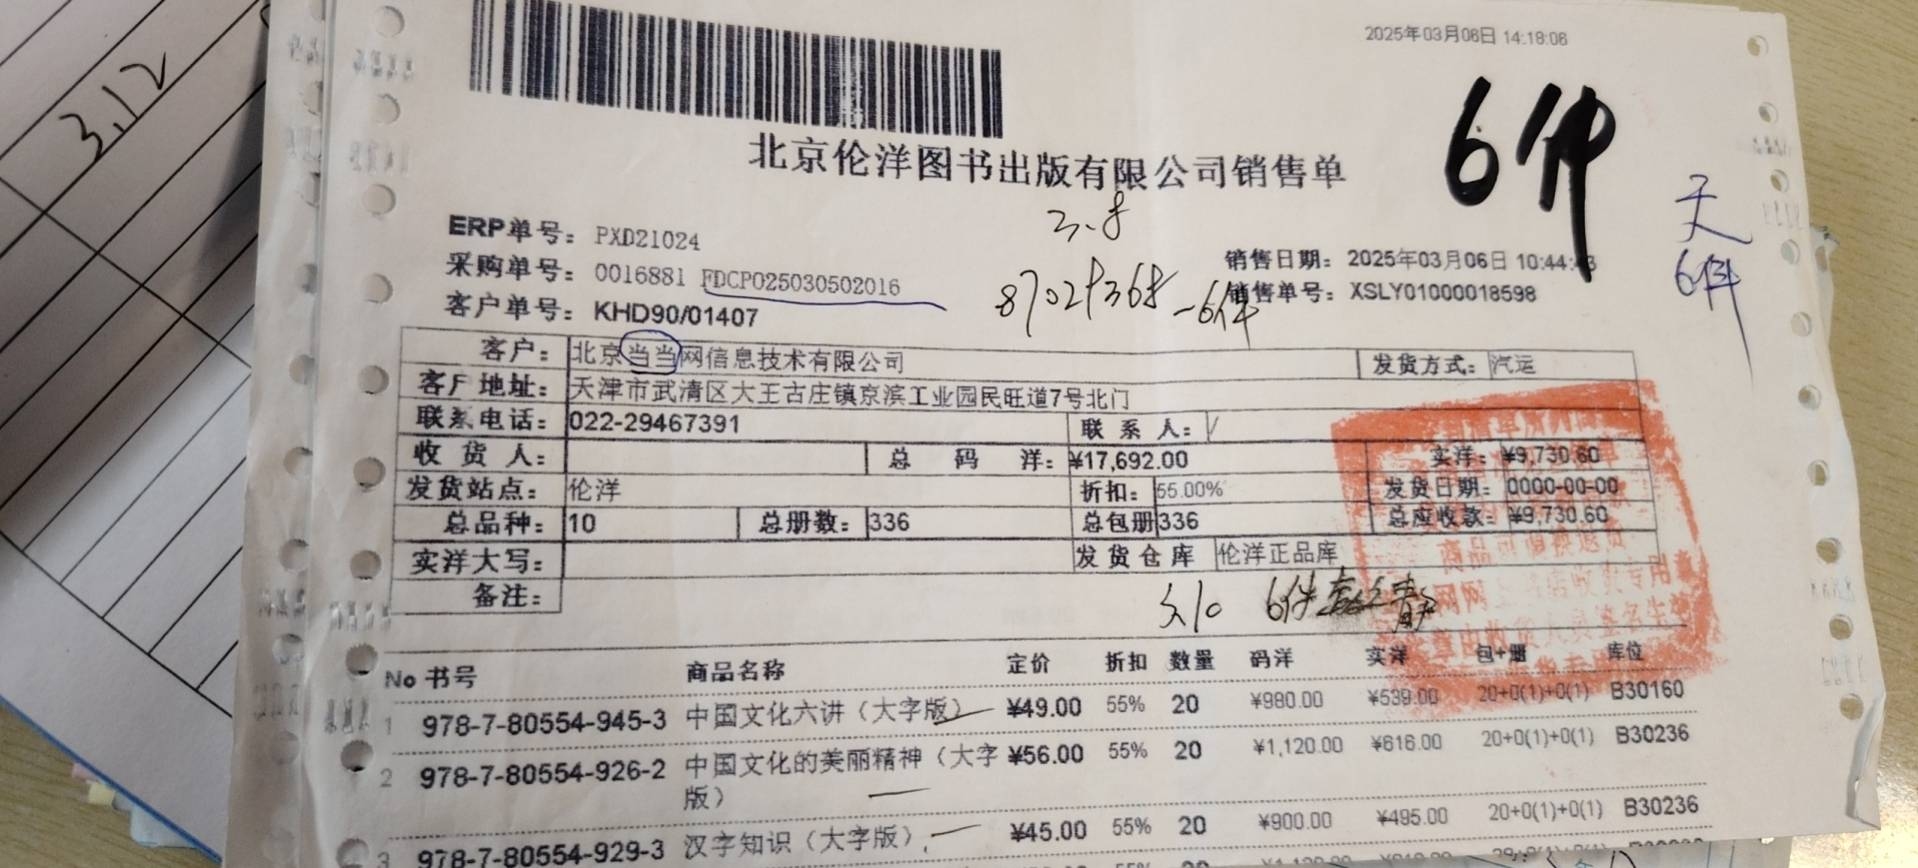 3.12
2025年03月06日 14:18:06
6件
北京伦洋图书出版有限公司销售单
天
6件
3.8
ERP单号：PXD21024
采购单号：0016881 FDCP025030502016
销售日期：2025年03月06日 10:44
客户单号：KHD90/01407
销售单号：XSLY01000018598
-6件
客户：北京当当网信息技术有限公司 发货方式：汽运
客户地址：天津市武清区大王古庄镇京滨工业园民旺道7号北门
联系电话：022-29467391 联系人：
收货人： 总码洋：¥17,692.00 实洋：¥9,730.60
发货站点：伦洋 折扣：55.00% 发货日期：0000-00-00
总品种：10 总册数：336 总包册336 总应收款：¥9,730.60
实洋大写： 发货仓库 伦洋正品库
备注：
6件
No 书号 商品名称 定价 折扣 数量 码洋 实洋 包+册 库位
1 978-7-80554-945-3 中国文化六讲（大字版） ¥49.00 55% 20 ¥980.00 ¥539.00 20+0(1)+0(1) B30160
2 978-7-80554-926-2 中国文化的美丽精神（大字版） ¥56.00 55% 20 ¥1,120.00 ¥616.00 20+0(1)+0(1) B30236
3 978-7-80554-929-3 汉字知识（大字版） ¥45.00 55% 20 ¥900.00 ¥495.00 20+0(1)+0(1) B30236